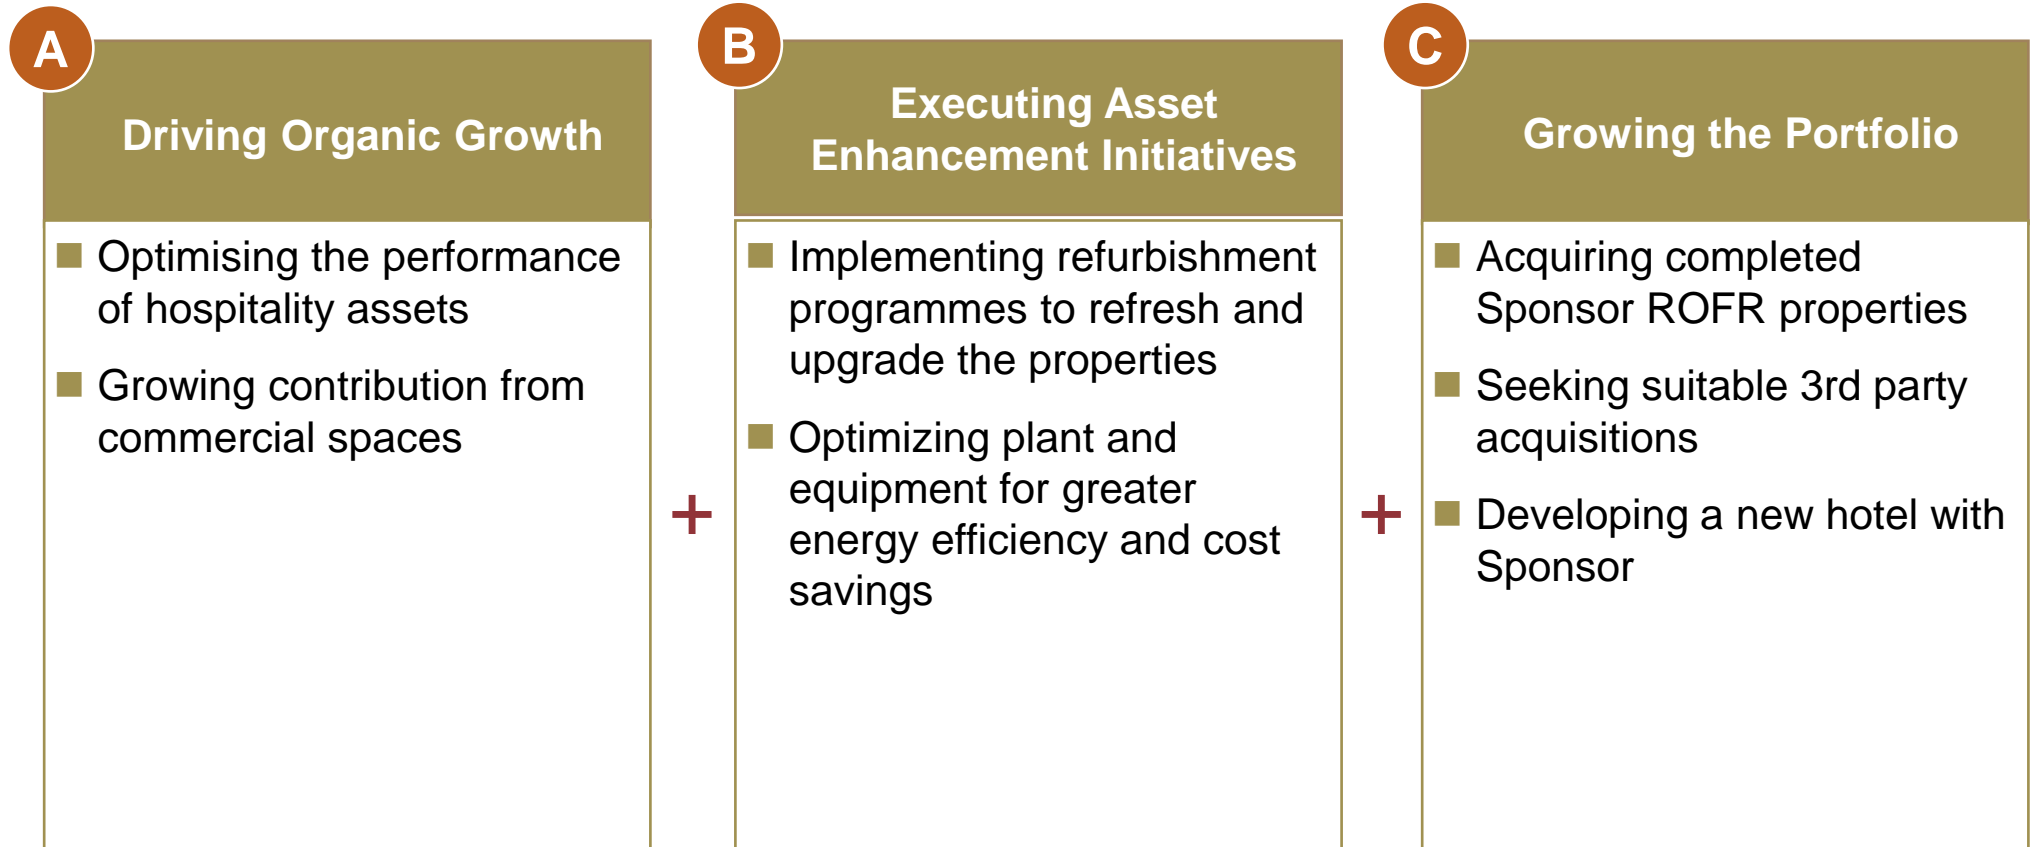 A
Driving Organic Growth
Optimising the performance
of hospitality assets
Growing contribution from
commercial spaces
+
B
Executing Asset
Enhancement Initiatives
Implementing refurbishment
programmes to refresh and
upgrade the properties
Optimizing plant and
equipment for greater
energy efficiency and cost
savings
+
C
Growing the Portfolio
Acquiring completed
Sponsor ROFR properties
Seeking suitable 3rd party
acquisitions
Developing a new hotel with
Sponsor